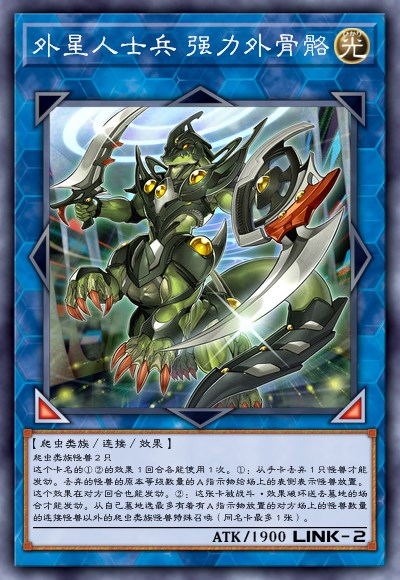 外星人士兵 强力外骨骼
光
ひかり
【爬虫类族／连接／效果】
爬虫类族怪兽2只
这个卡名的①②的效果1回合各能使用1次。①：从手卡丢弃1只怪兽才能
发动。丢弃的怪兽的原本等级数量的A指示物给场上的表侧表示怪兽放置。
这个效果在对方回合也能发动。②：这张卡被战斗·效果破坏送去墓地的场
合才能发动。从自己墓地选最多有着有A指示物放置的对方场上的怪兽数量
的连接怪兽以外的爬虫类族怪兽特殊召唤（同名卡最多1张）。
ATK/1900 LINK-2